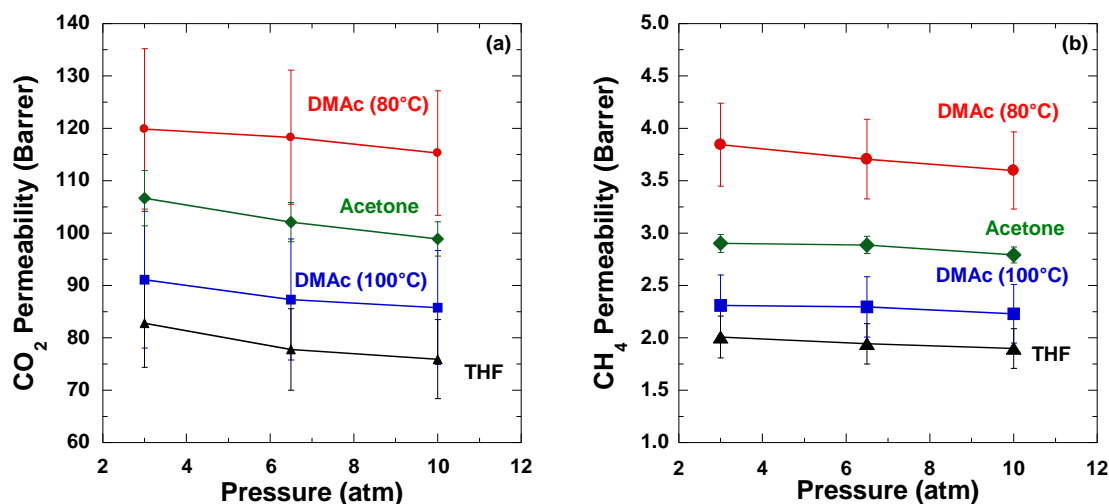 (a)
CO2 Permeability (Barrer)
140
130
120
110
100
90
80
70
60
DMAc (80°C)
Acetone
DMAc (100°C)
THF
2 4 6 8 10 12
Pressure (atm)
(b)
CH4 Permeability (Barrer)
5.0
4.5
4.0
3.5
3.0
2.5
2.0
1.5
1.0
DMAc (80°C)
Acetone
DMAc (100°C)
THF
2 4 6 8 10 12
Pressure (atm)